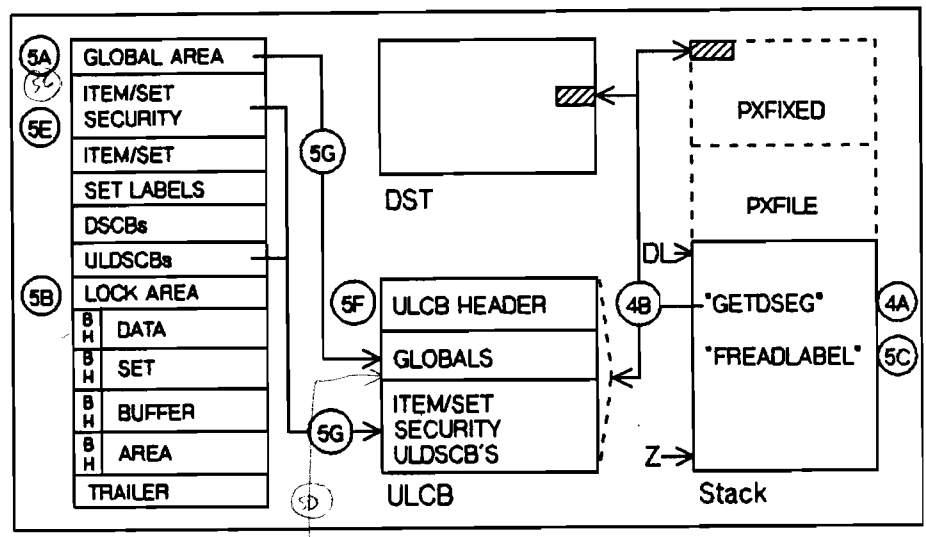 5A
GLOBAL AREA
5C
ITEM/SET
SECURITY
5E
ITEM/SET
SET LABELS
DSCBs
ULDSCBs
5B
LOCK AREA
B
H
DATA
B
H
SET
B
H
BUFFER
B
H
AREA
TRAILER
5G
5G
5D
DST
5F
ULCB HEADER
GLOBALS
ITEM/SET
SECURITY
ULDSCB'S
ULCB
4B
PXFIXED
PXFILE
DL
"GETDSEG"
4A
"FREADLABEL"
5C
Z
Stack